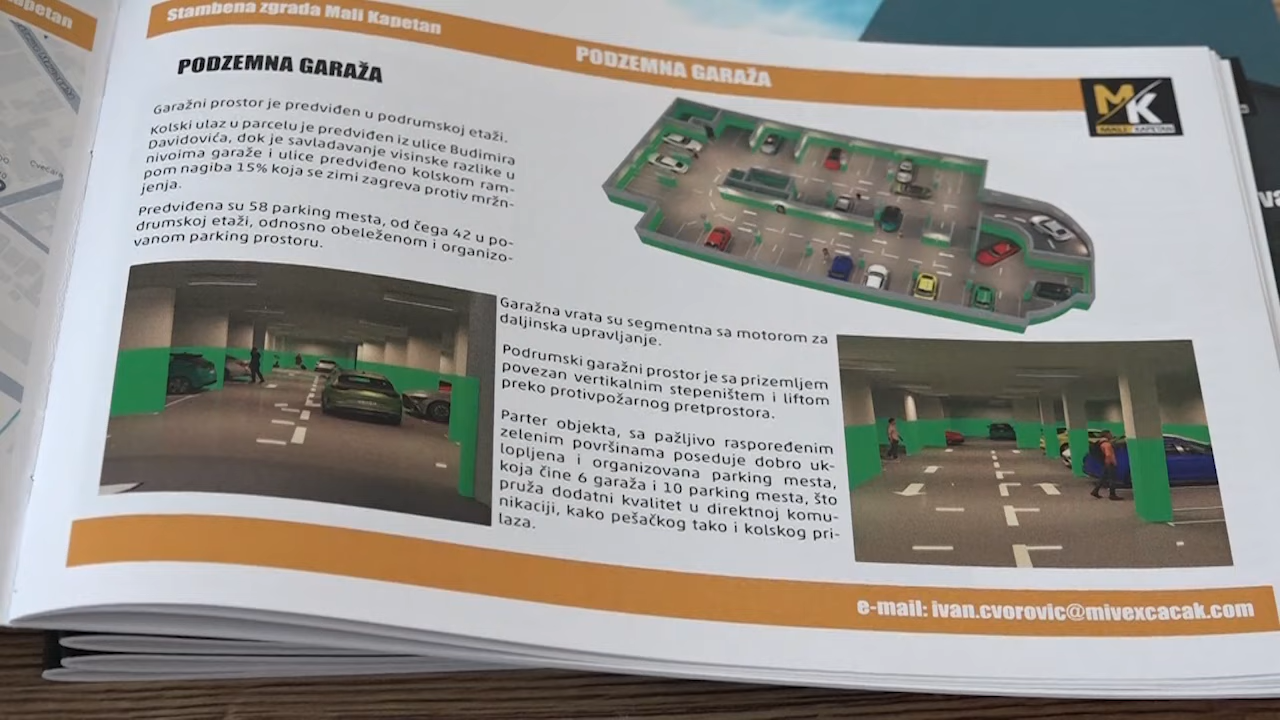 apetan
Stambena zgrada Mali Kapetan
PODZEMNA GARAŽA
MK
MALI KAPETAN
PODZEMNA GARAŽA
Garažni prostor je predviđen u podrumskoj etaži.
Kolski ulaz u parcelu je predviđen iz ulice Budimira
Davidovića, dok je savladavanje visinske razlike u
nivoima garaže i ulice predviđeno kolskom ram-
pom nagiba 15% koja se zimi zagreva protiv mržn-
jenja.
Predviđena su 58 parking mesta, od čega 42 u po-
drumskoj etaži, odnosno obeleženom i organizo-
vanom parking prostoru.
Garažna vrata su segmentna sa motorom za
daljinska upravljanje.
Podrumski garažni prostor je sa prizemljem
povezan vertikalnim stepeništem i liftom
preko protivpožarnog pretprostora.
Parter objekta, sa pažljivo raspoređenim
zelenim površinama poseduje dobro uk-
lopljena i organizovana parking mesta,
koja čine 6 garaža i 10 parking mesta, što
pruža dodatni kvalitet u direktnoj komu-
nikaciji, kako pešačkog tako i kolskog pri-
laza.
e-mail: ivan.cvorovic@mivexcacak.com